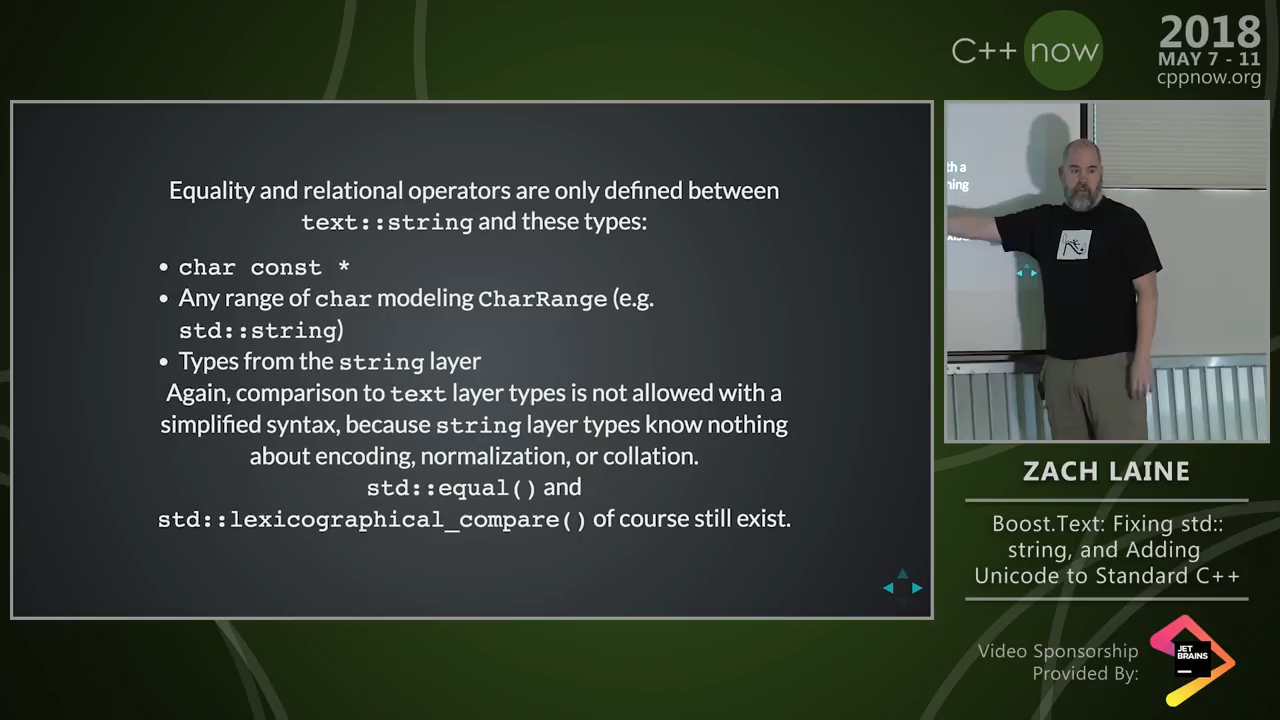 C++ now
2018
MAY 7 - 11
cppnow.org
Equality and relational operators are only defined between
text::string and these types:
• char const *
• Any range of char modeling CharRange (e.g.
std::string)
• Types from the string layer
Again, comparison to text layer types is not allowed with a
simplified syntax, because string layer types know nothing
about encoding, normalization, or collation.
std::equal() and
std::lexicographical_compare() of course still exist.
th a
ZACH LAINE
Boost.Text: Fixing std::
string, and Adding
Unicode to Standard C++
Video Sponsorship
Provided By:
JET
BRAINS